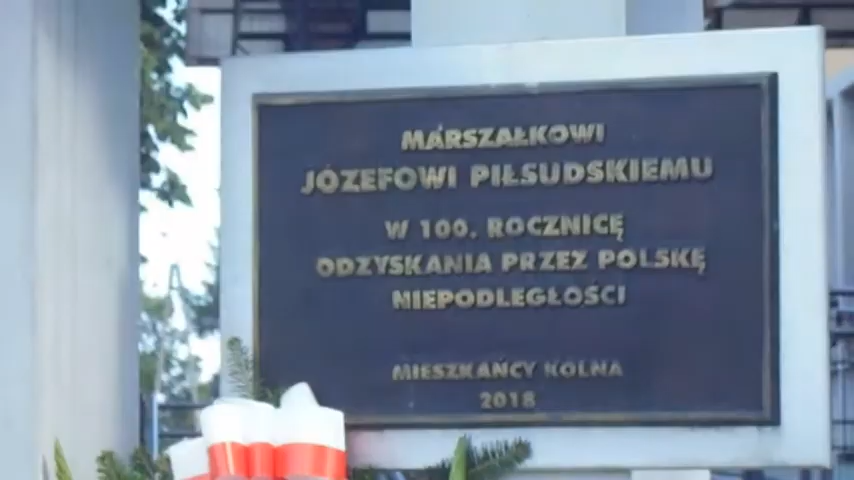 MARSZAŁKOWI
JÓZEFOWI PIŁSUDSKIEMU
W 100. ROCZNICĘ
ODZYSKANIA PRZEZ POLSKĘ
NIEPODLEGŁOŚCI
MIESZKAŃCY KOLNA
2018